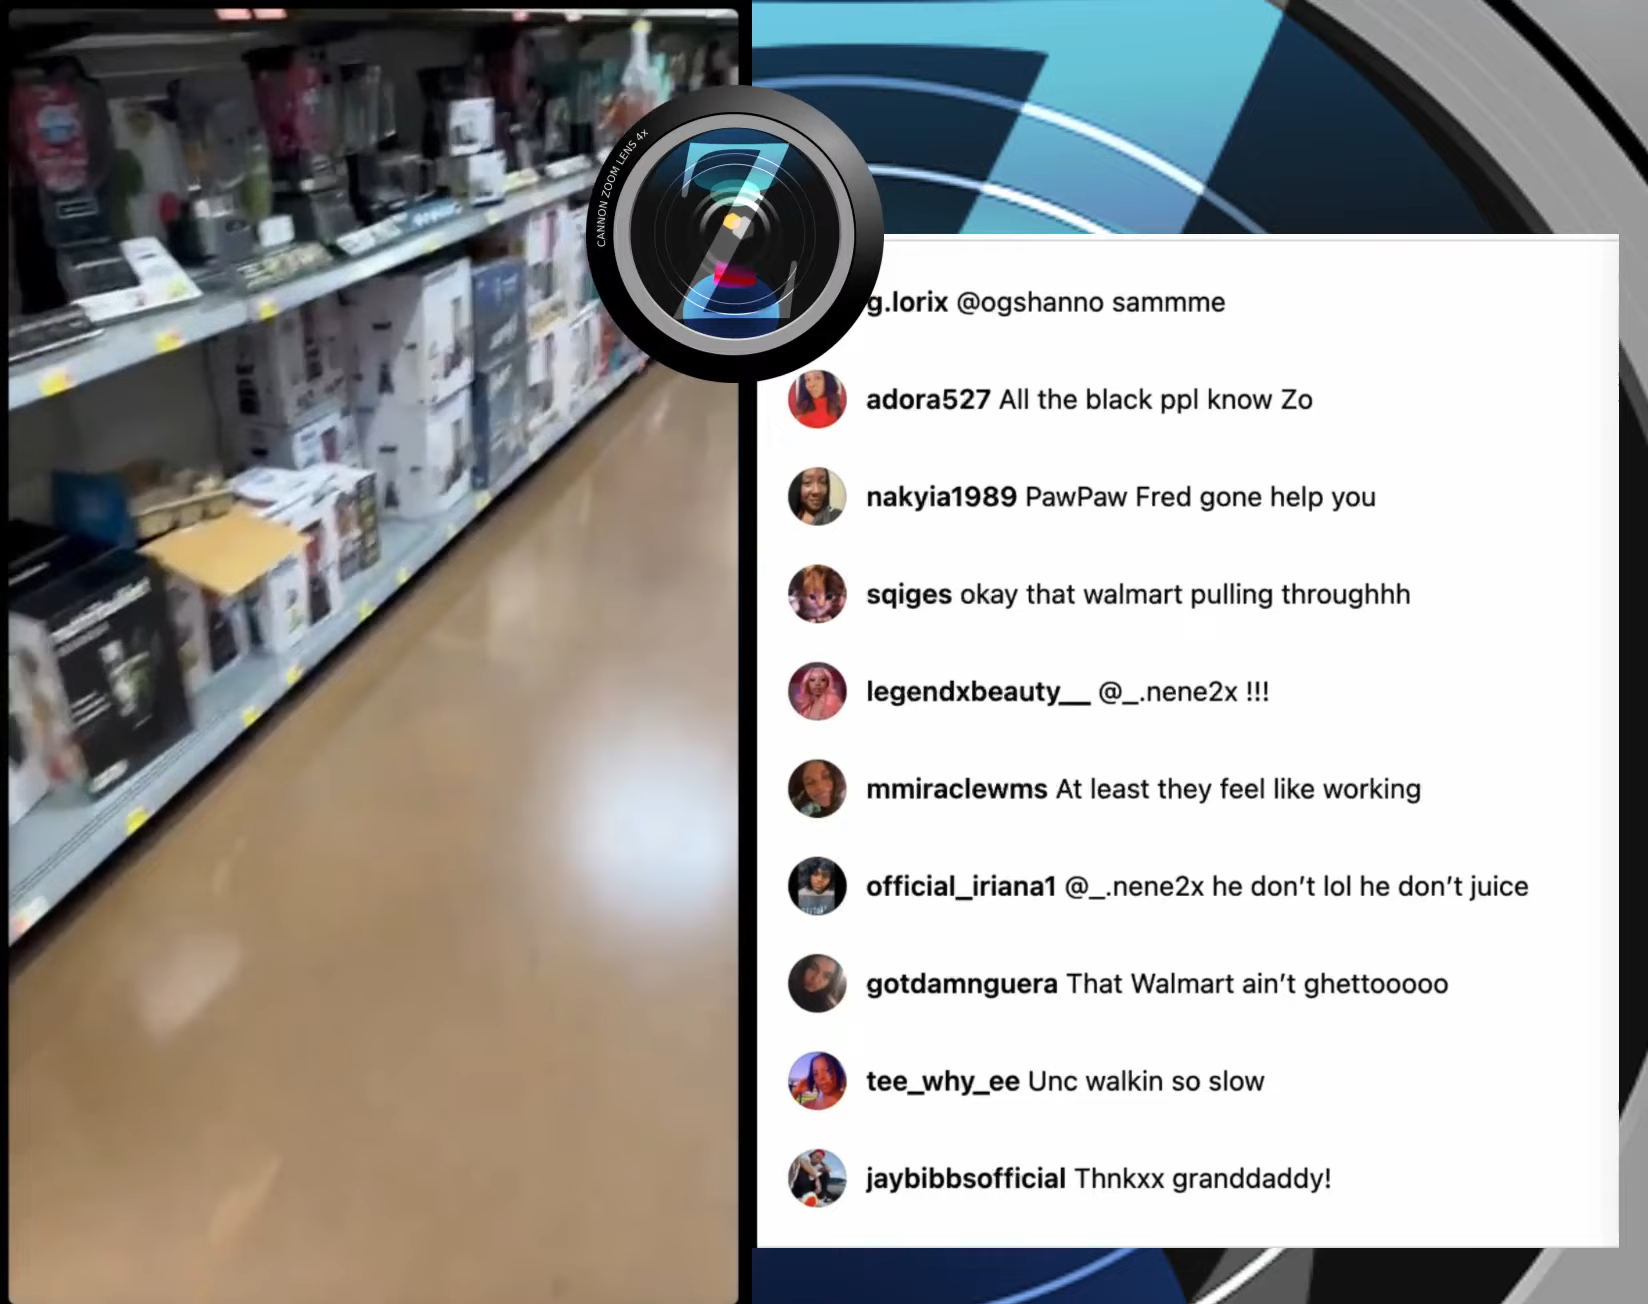 CANNON ZOOM LENS 4x
g.lorix @ogshanno sammme
adora527 All the black ppl know Zo
nakyia1989 PawPaw Fred gone help you
sqiges okay that walmart pulling throughhh
legendxbeauty__ @_.nene2x !!!
mmiraclewms At least they feel like working
official_iriana1 @_.nene2x he don’t lol he don’t juice
gotdamnguera That Walmart ain’t ghettooooo
tee_why_ee Unc walkin so slow
jaybibbsofficial Thnkxx granddaddy!